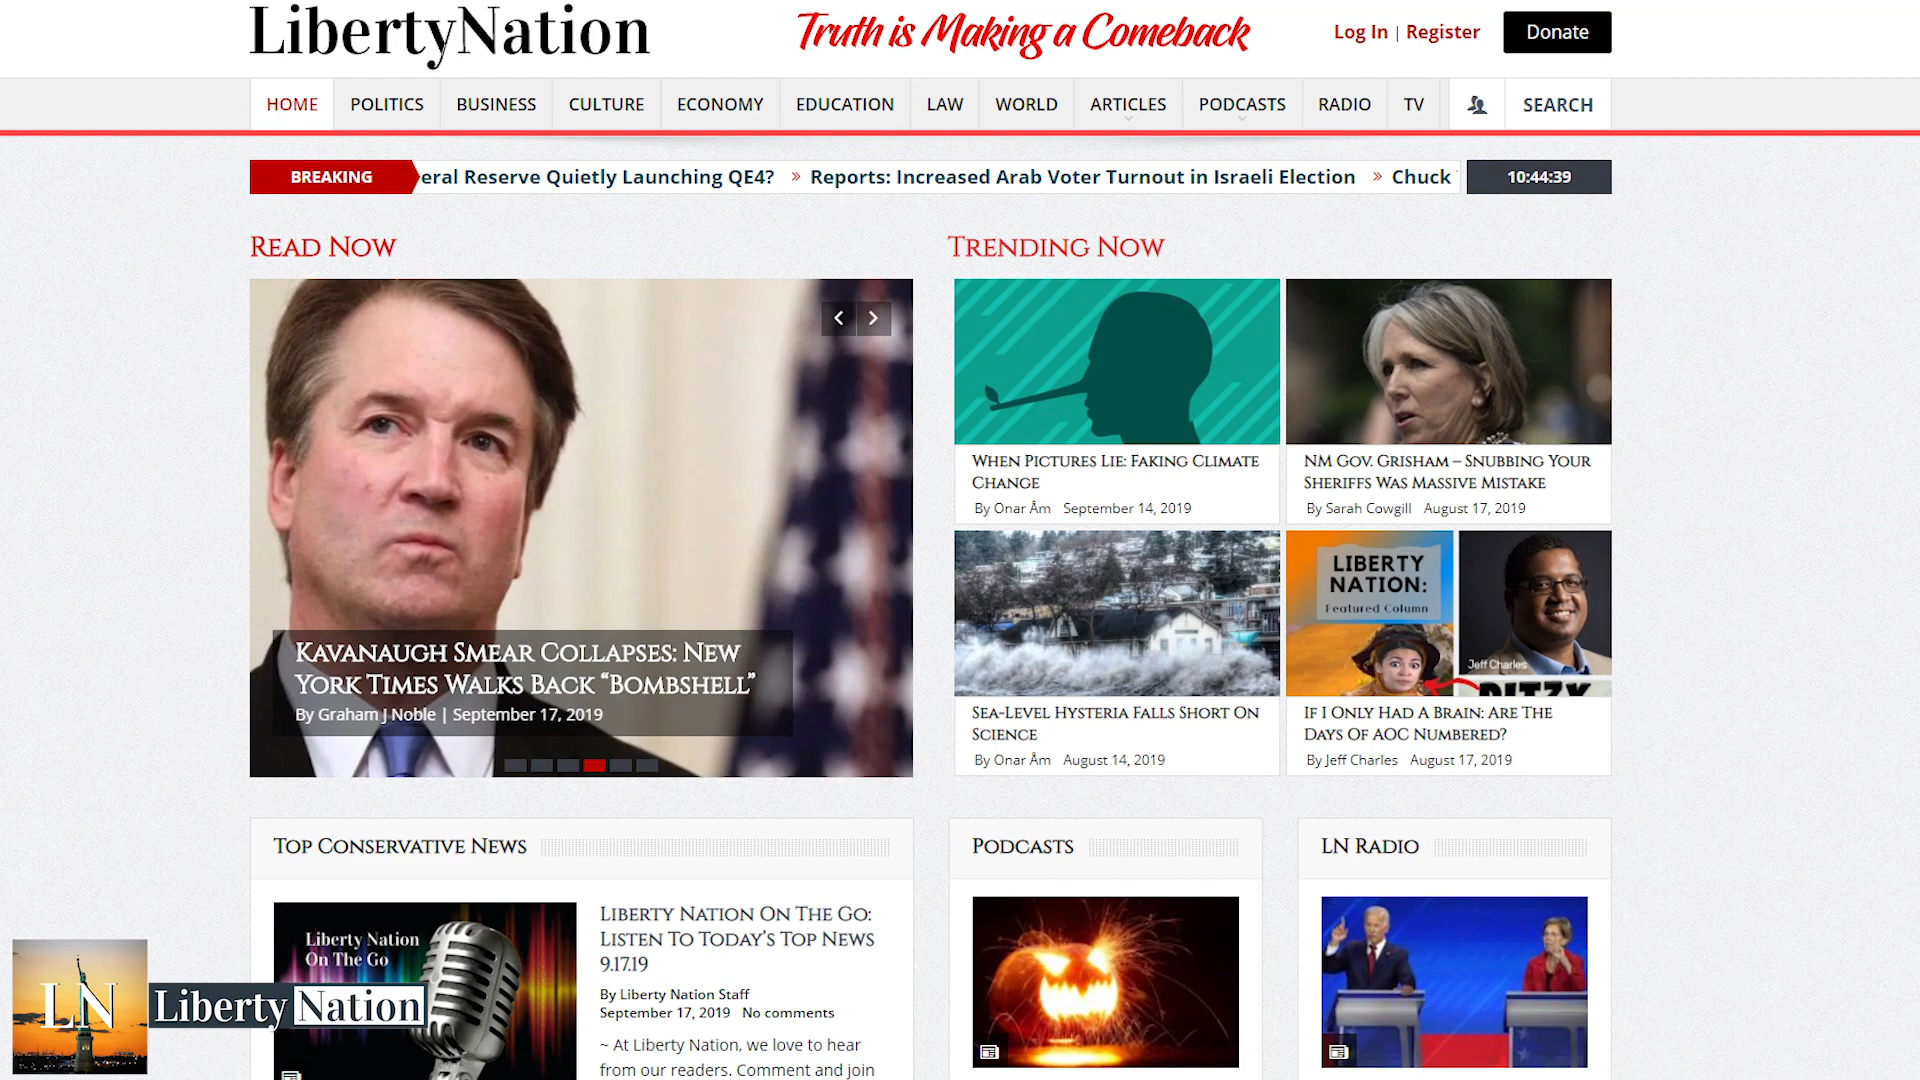 LibertyNation
Truth is Making a Comeback
Log In | Register
Donate
HOME
POLITICS
BUSINESS
CULTURE
ECONOMY
EDUCATION
LAW
WORLD
ARTICLES
PODCASTS
RADIO
TV
SEARCH
BREAKING
eral Reserve Quietly Launching QE4? » Reports: Increased Arab Voter Turnout in Israeli Election » Chuck
10:44:39
READ NOW
KAVANAUGH SMEAR COLLAPSES: NEW
YORK TIMES WALKS BACK “BOMBSHELL”
By Graham J Noble | September 17, 2019
TRENDING NOW
WHEN PICTURES LIE: FAKING CLIMATE
CHANGE
By Onar Åm September 14, 2019
NM GOV. GRISHAM – SNUBBING YOUR
SHERIFFS WAS MASSIVE MISTAKE
By Sarah Cowgill August 17, 2019
SEA-LEVEL HYSTERIA FALLS SHORT ON
SCIENCE
By Onar Åm August 14, 2019
LIBERTY
NATION:
Featured Column
Jeff Charles
DITZY
IF I ONLY HAD A BRAIN: ARE THE
DAYS OF AOC NUMBERED?
By Jeff Charles August 17, 2019
TOP CONSERVATIVE NEWS
Liberty Nation
On The Go
LIBERTY NATION ON THE GO:
LISTEN TO TODAY’S TOP NEWS
9.17.19
By Liberty Nation Staff
September 17, 2019 No comments
~ At Liberty Nation, we love to hear
from our readers. Comment and join
PODCASTS
LN RADIO
LN
Liberty Nation